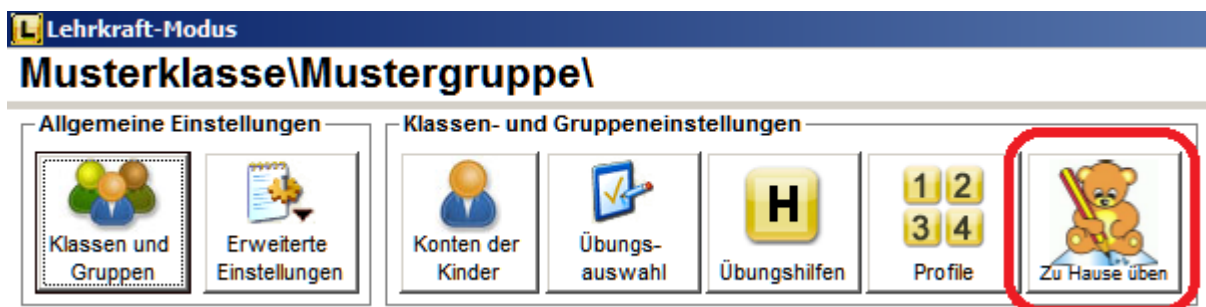 L Lehrkraft-Modus
Musterklasse\Mustergruppe\
Allgemeine Einstellungen
Klassen- und Gruppeneinstellungen
Klassen und
Gruppen
Erweiterte
Einstellungen
Konten der
Kinder
Übungs-
auswahl
H
Übungshilfen
1 2
3 4
Profile
Zu Hause üben